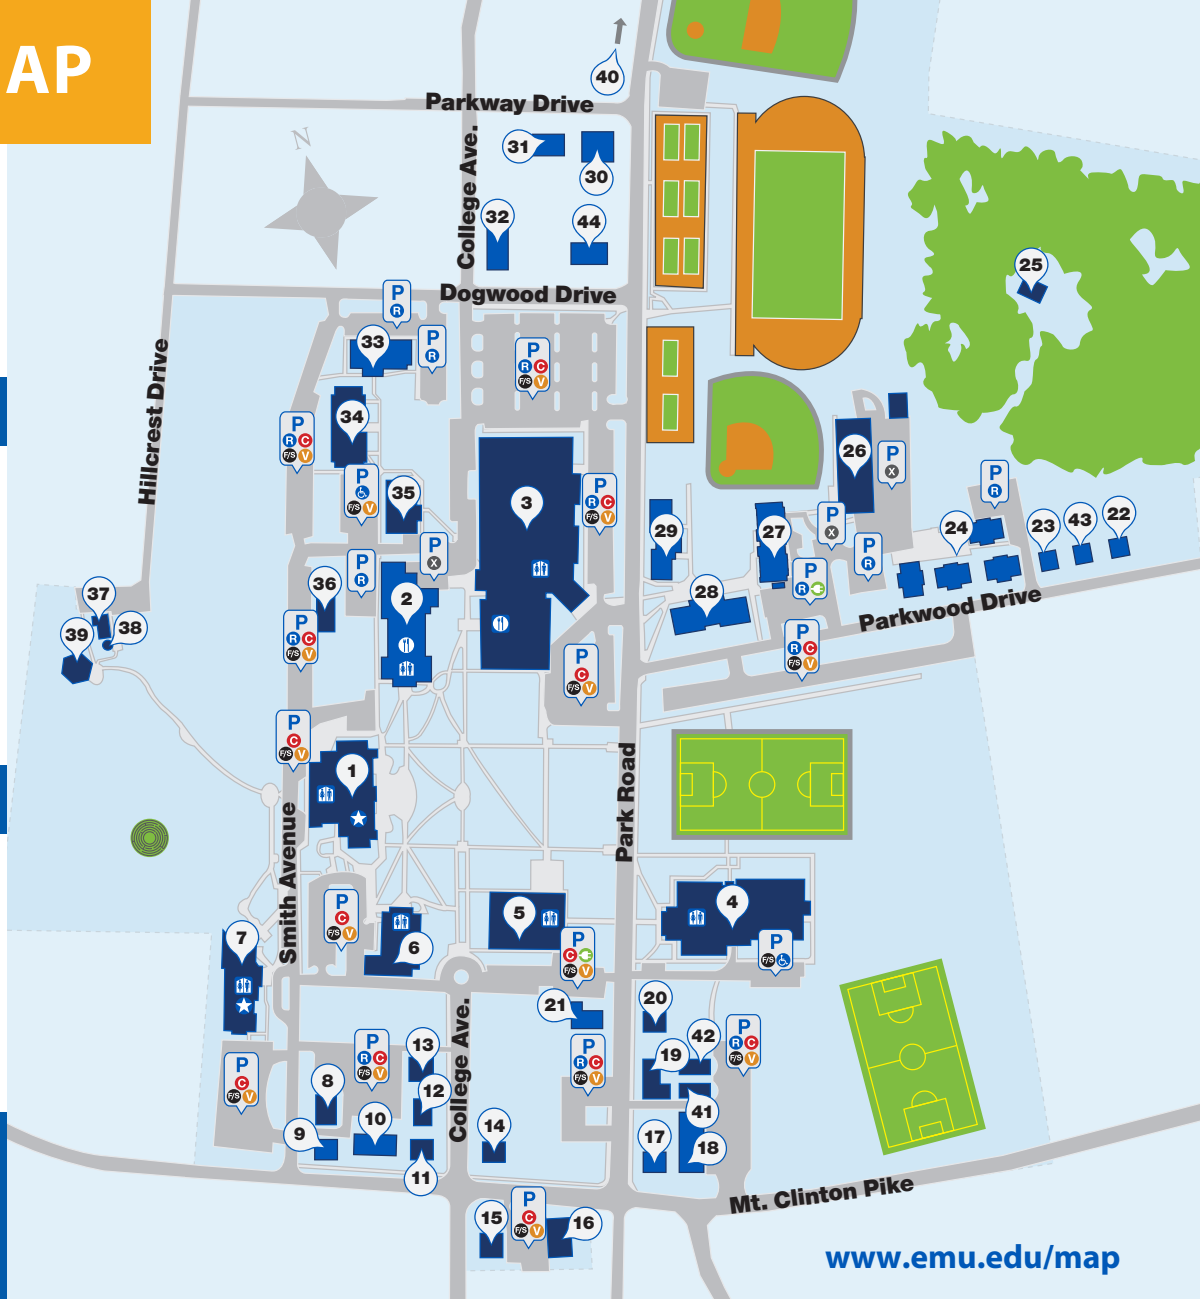 AP
40
Parkway Drive
N
College Ave.
31
30
32
44
25
Dogwood Drive
P
R
33
P
R
P
R C
F/S V
Hillcrest Drive
34
P
R C
F/S V
26
P
X
35
P
F/S V
3
P
R C
F/S V
P
R
29
27
P
X
24
23
43
22
P
X
P
R
P
R
36
2
P
R
28
37
38
39
Parkwood Drive
P
R C
F/S V
P
R C
F/S V
P
C
F/S V
P
C
F/S V
1
Park Road
Smith Avenue
P
C
F/S V
5
4
6
7
P
C
F/S V
P
F/S
College Ave.
21
20
P
R C
F/S V
13
P
R C
F/S V
42
19
P
R C
F/S V
P
C
F/S V
8
12
41
10
9
14
17
18
11
Mt. Clinton Pike
15
P
C
F/S V
16
www.emu.edu/map